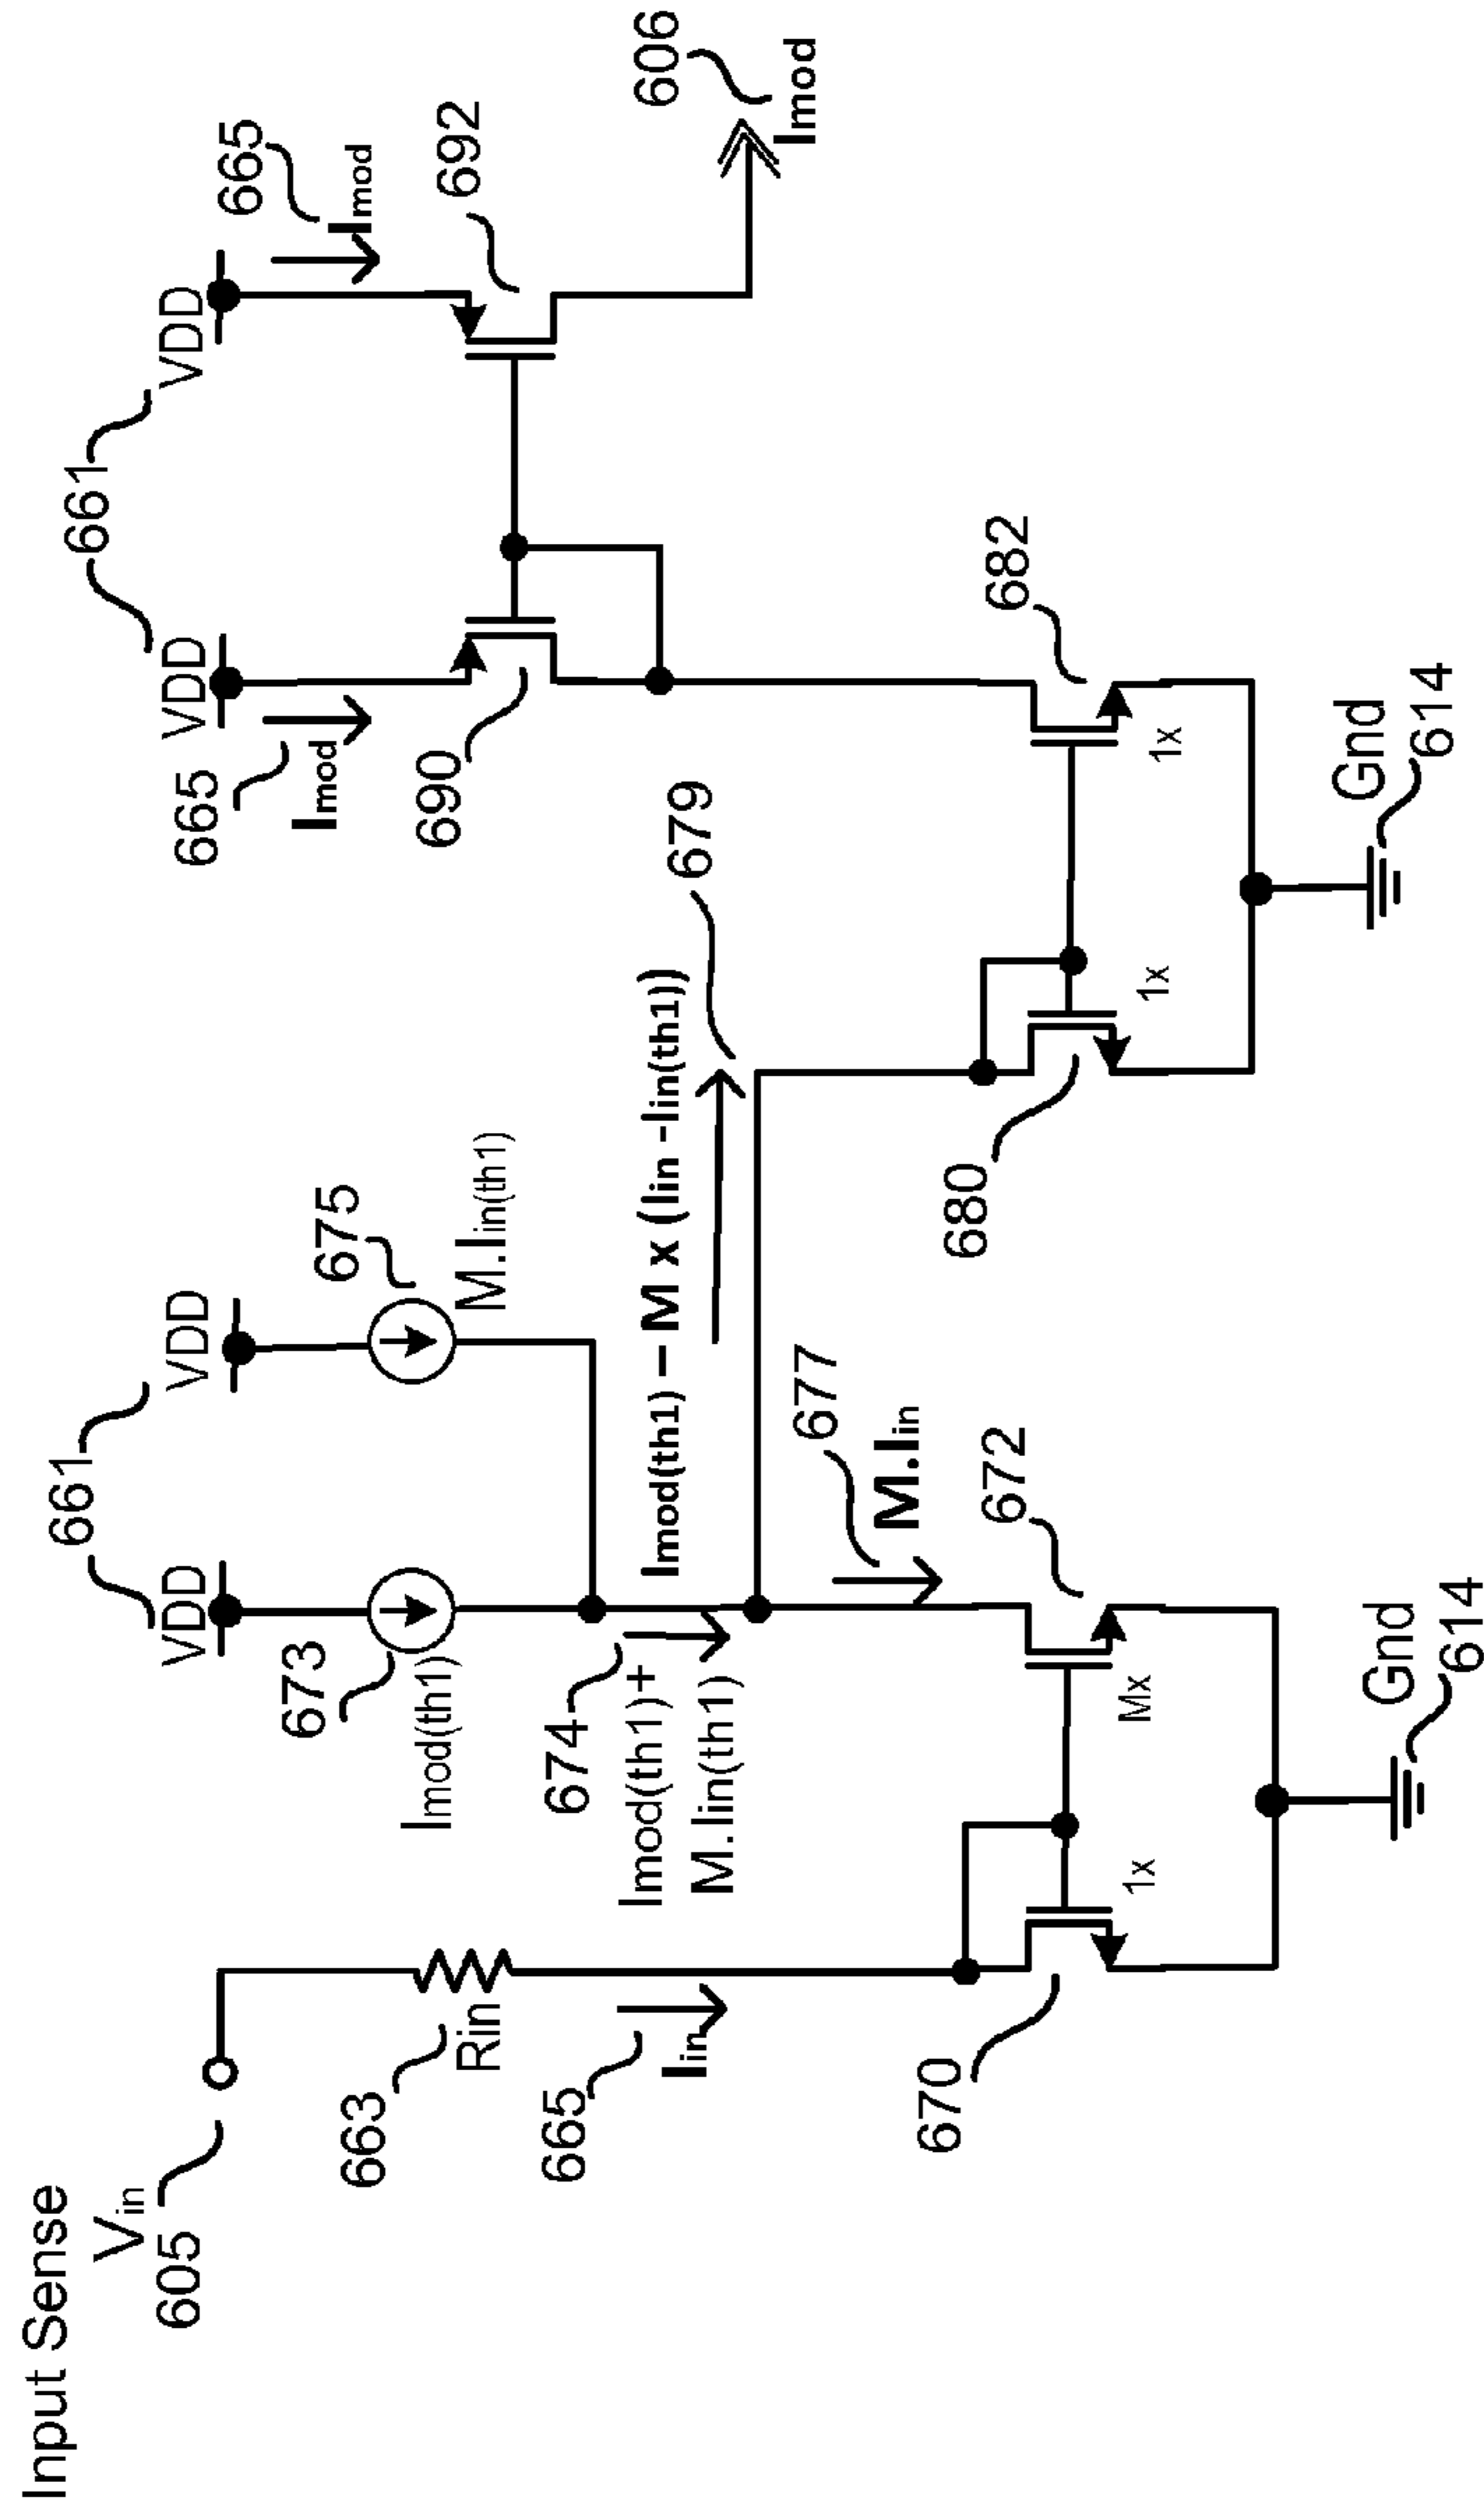 Input Sense
Vin
605
663
Rin
665
Iin
670
1x
661
VDD
VDD
673
Imod(th1)
675
M.Iin(th1)
674
Imod(th1)+
M.Iin(th1)
Imod(th1) – M x (Iin -Iin(th1))
679
677
M.Iin
672
Mx
Gnd
614
661
VDD
VDD
665
Imod
665
Imod
690
692
606
Imod
680
1x
682
1x
Gnd
614